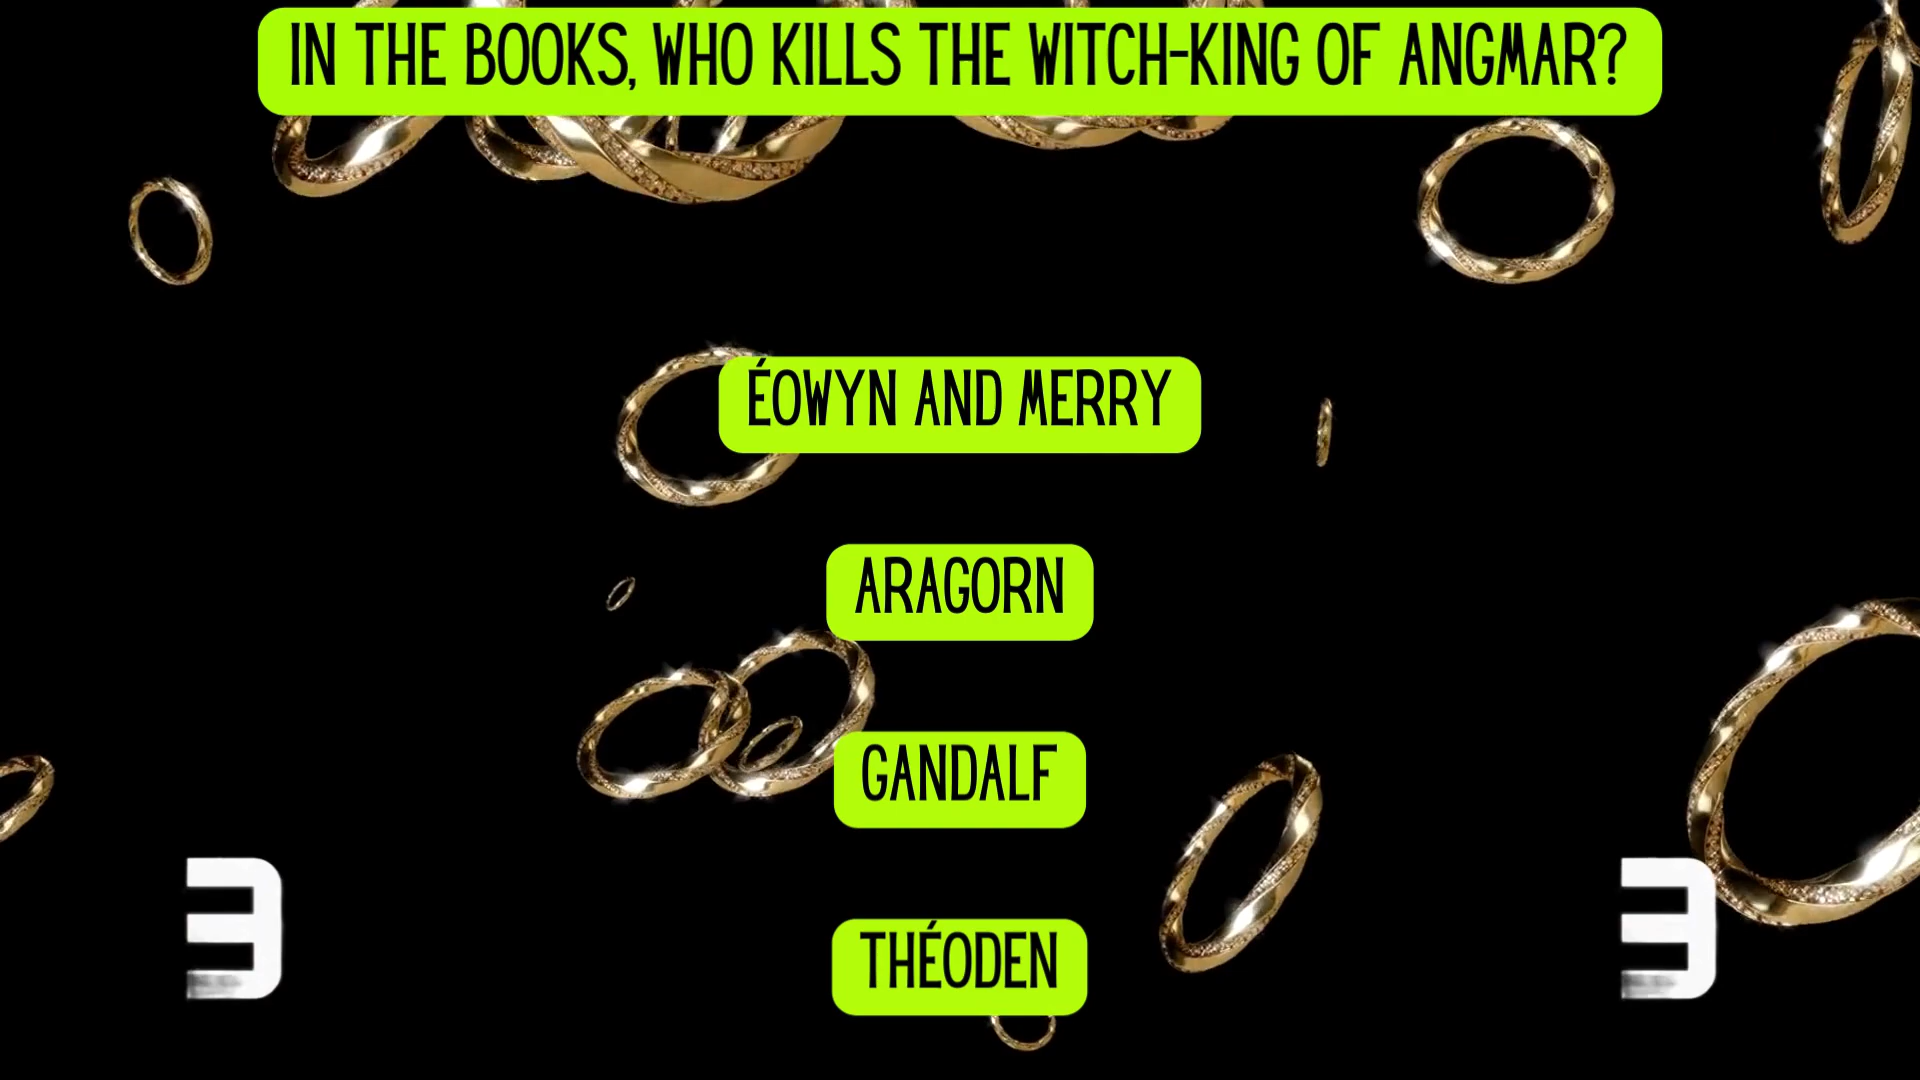 IN THE BOOKS, WHO KILLS THE WITCH-KING OF ANGMAR?
ÉOWYN AND MERRY
ARAGORN
GANDALF
THÉODEN
3 3